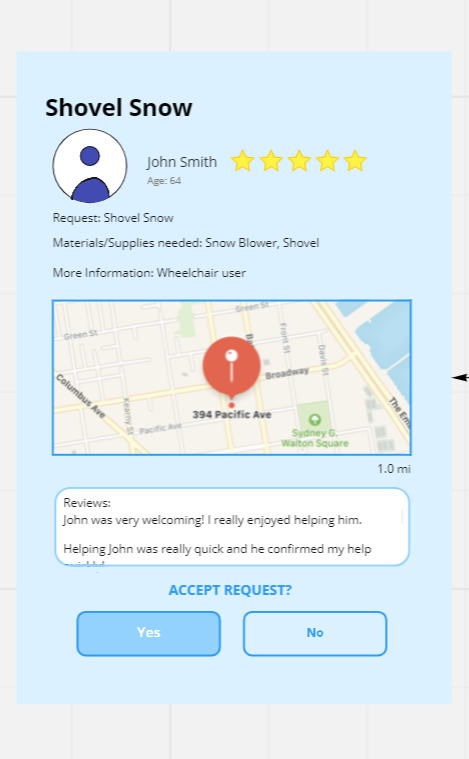 Shovel Snow
John Smith
Age: 64
Request: Shovel Snow
Materials/Supplies needed: Snow Blower, Shovel
More Information: Wheelchair user
Green St
Green St
Front St
Davis St
Broadway
Columbus Ave
Kearny St
394 Pacific Ave
Pacific Ave
The Em
Sydney G.
Walton Square
1.0 mi
Reviews:
John was very welcoming! I really enjoyed helping him.
Helping John was really quick and he confirmed my help
quickly!
ACCEPT REQUEST?
Yes
No